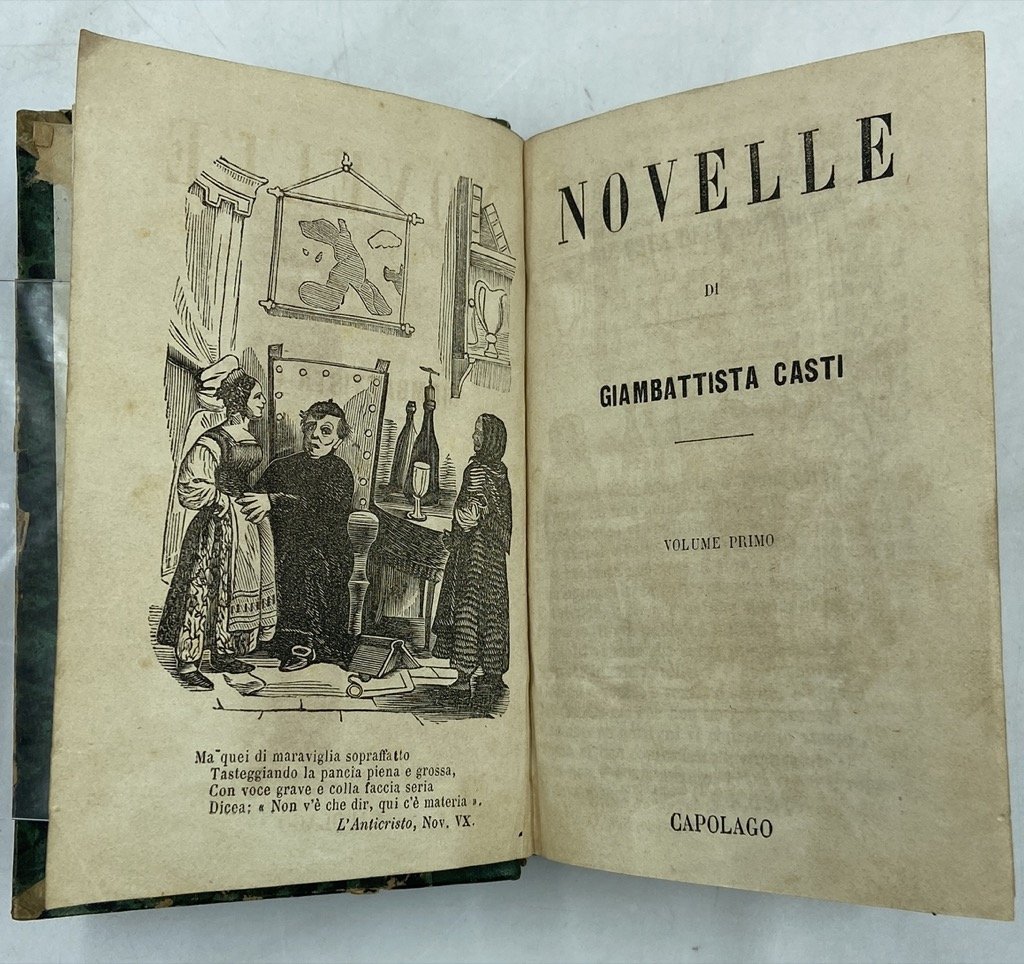 Ma quei di maraviglia sopraffatto
Tasteggiando la pancia piena e grossa,
Con voce grave e colla faccia seria
Dicea; « Non v'è che dir, qui c'è materia ».
L'Anticristo, Nov. VX.
NOVELLE
DI
GIAMBATTISTA CASTI
VOLUME PRIMO
CAPOLAGO